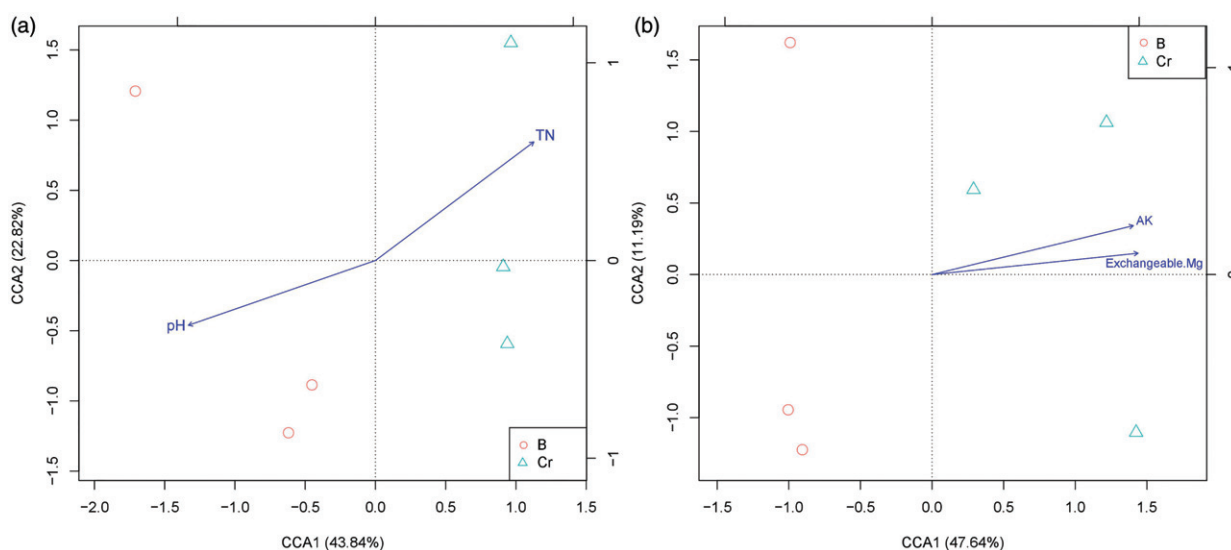 (a)
1.5
1.0
0.5
0.0
−0.5
−1.0
−1.5
CCA2 (22.82%)
1
0
−1
TN
pH
B
Cr
−2.0 −1.5 −1.0 −0.5 0.0 0.5 1.0 1.5
CCA1 (43.84%)
(b)
1.5
1.0
0.5
0.0
−0.5
−1.0
CCA2 (11.19%)
1
0
B
Cr
AK
Exchangeable.Mg
−1.5 −1.0 −0.5 0.0 0.5 1.0 1.5
CCA1 (47.64%)